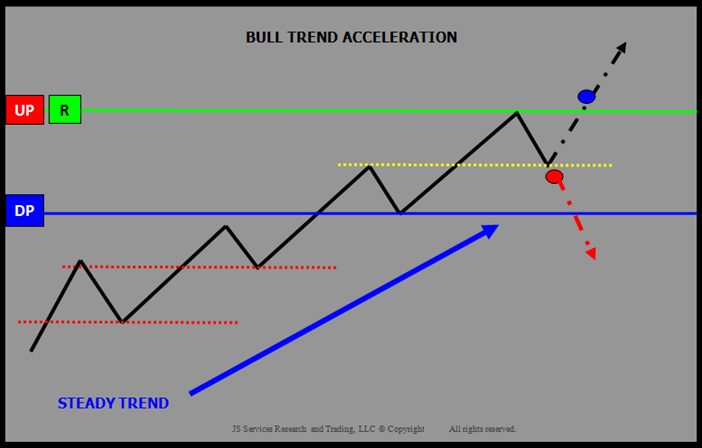 BULL TREND ACCELERATION
UP R
DP
STEADY TREND
JS Services Research and Trading, LLC © Copyright All rights reserved.